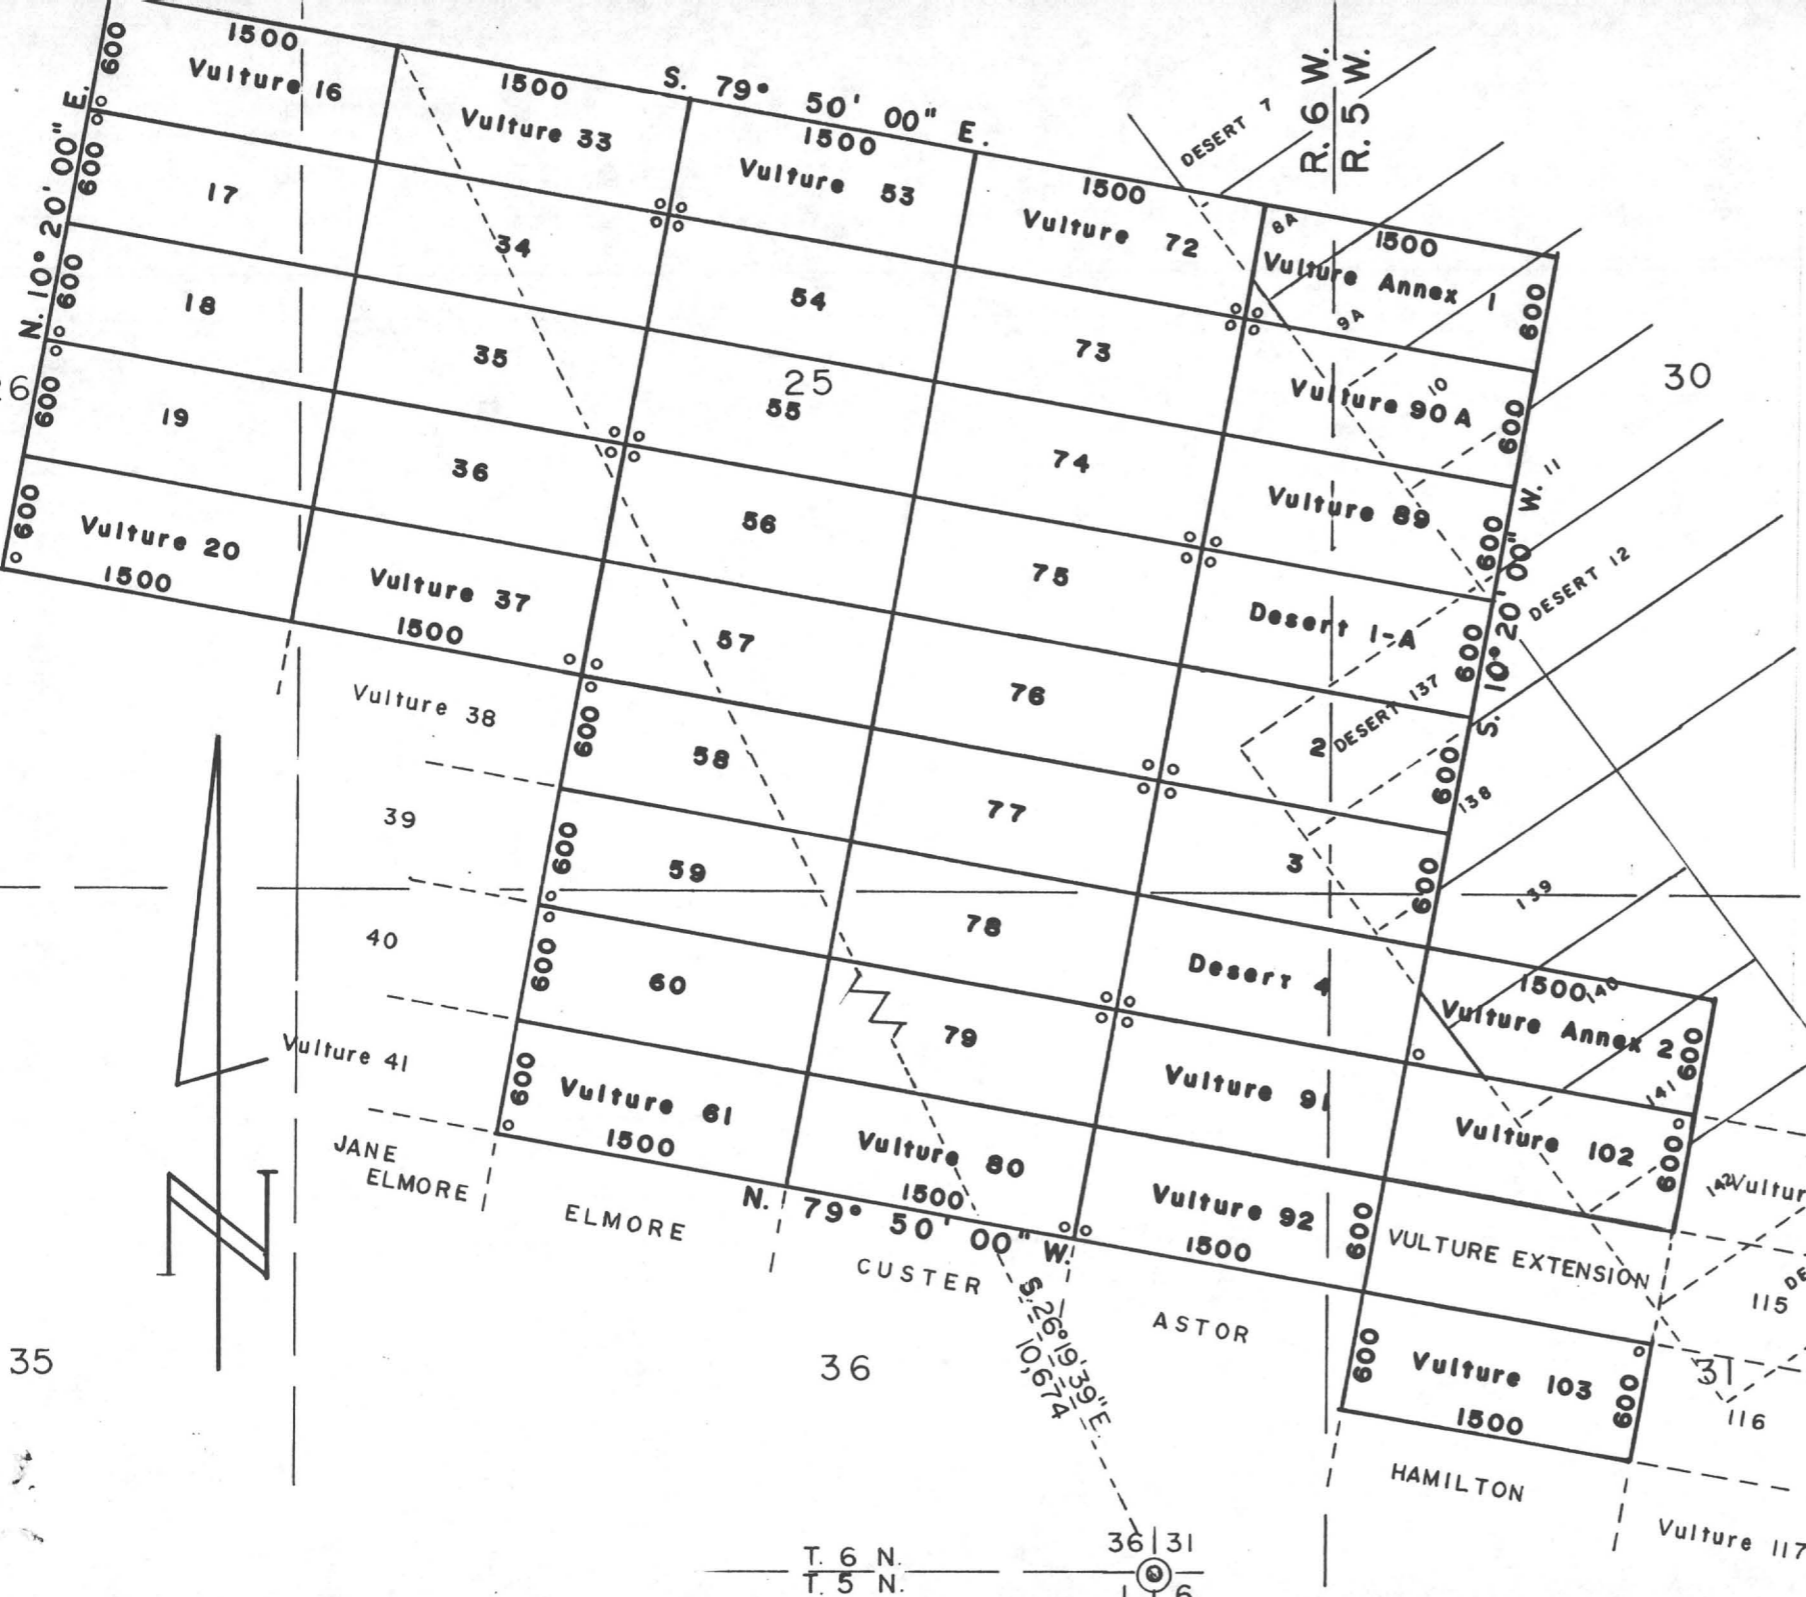 600
1500
Vulture 16
1500
Vulture 33
S. 79° 50' 00" E.
1500
Vulture 53
1500
Vulture 72
DESERT 7
R. 6 W.
R. 5 W.
8A
1500
Vulture Annex 1
600
9A
N. 10° 20' 00" E.
600
17
34
54
73
10
Vulture 90A
600
30
600
18
35
25
55
74
Vulture 89
600
S. 10° 20' 00" W.
11
26
600
19
36
56
75
Desert 1-A
600
DESERT 12
600
Vulture 20
1500
Vulture 37
1500
57
76
2
DESERT 137
600
138
Vulture 38
600
58
77
3
600
139
39
600
59
78
Desert 4
1500
140
Vulture Annex 2
600
40
600
60
79
Vulture 91
141
Vulture 41
600
Vulture 61
1500
Vulture 80
1500
Vulture 92
1500
Vulture 102
600
142
Vultur
JANE
ELMORE
ELMORE
N. 79° 50' 00" W.
CUSTER
ASTOR
600
VULTURE EXTENSION
DE
115
N
S. 26°19'39"E.
10,674
35
36
600
Vulture 103
1500
600
31
116
HAMILTON
Vulture 117
T. 6 N.
T. 5 N.
36 31
1 6